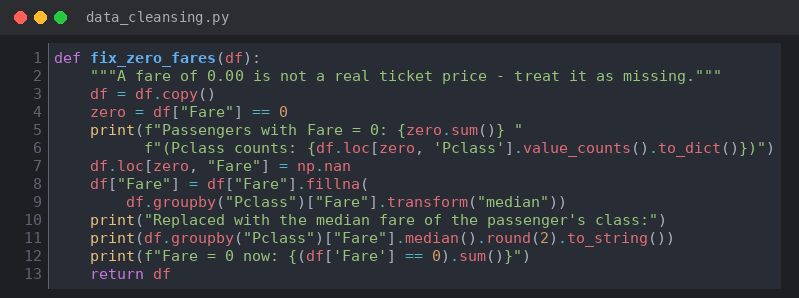 data_cleansing.py
1 def fix_zero_fares(df):
2     """A fare of 0.00 is not a real ticket price - treat it as missing."""
3     df = df.copy()
4     zero = df["Fare"] == 0
5     print(f"Passengers with Fare = 0: {zero.sum()} "
6           f"(Pclass counts: {df.loc[zero, 'Pclass'].value_counts().to_dict()})")
7     df.loc[zero, "Fare"] = np.nan
8     df["Fare"] = df["Fare"].fillna(
9         df.groupby("Pclass")["Fare"].transform("median"))
10     print("Replaced with the median fare of the passenger's class:")
11     print(df.groupby("Pclass")["Fare"].median().round(2).to_string())
12     print(f"Fare = 0 now: {(df['Fare'] == 0).sum()}")
13     return df